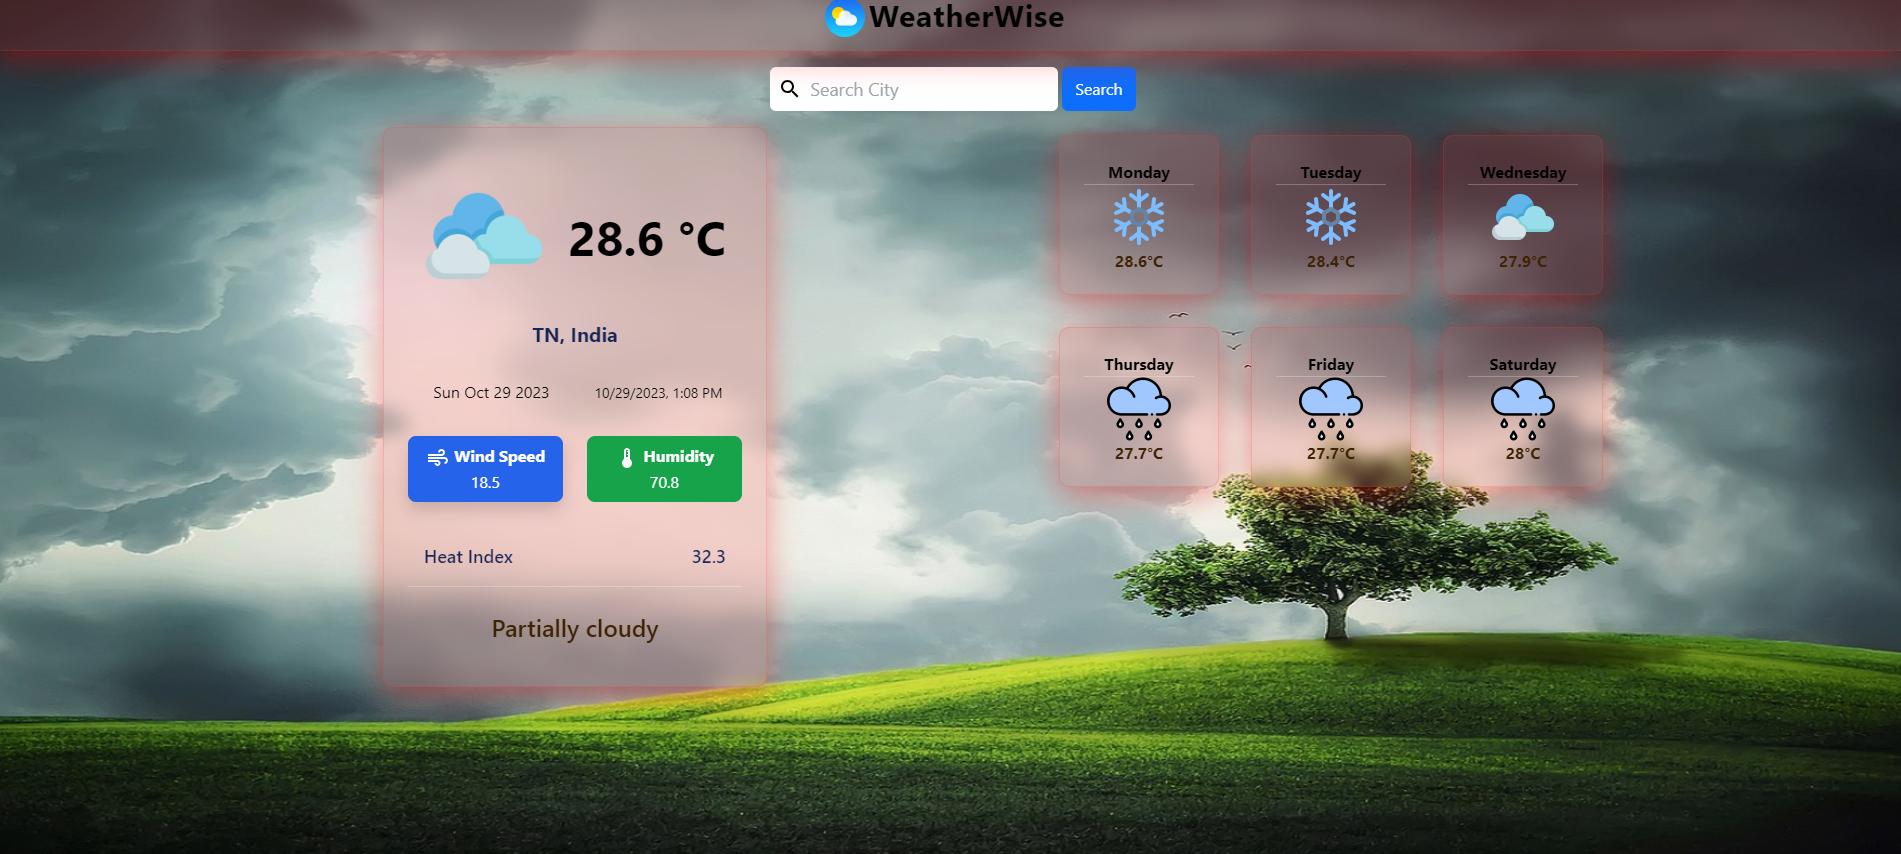 WeatherWise
Search City
Search
28.6 °C
TN, India
Sun Oct 29 2023
10/29/2023, 1:08 PM
Wind Speed
18.5
Humidity
70.8
Heat Index
32.3
Partially cloudy
Monday
28.6°C
Tuesday
28.4°C
Wednesday
27.9°C
Thursday
27.7°C
Friday
27.7°C
Saturday
28°C